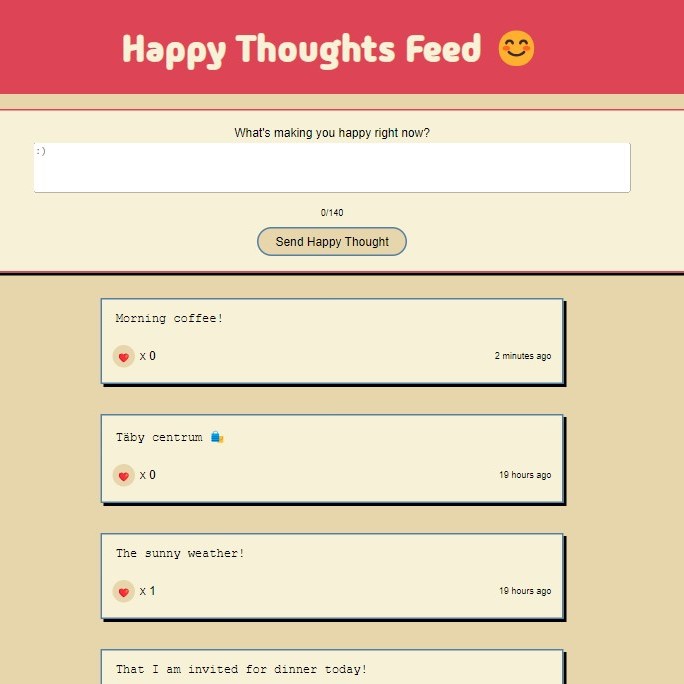 Happy Thoughts Feed 😊
What's making you happy right now?
:)
0/140
Send Happy Thought
Morning coffee!
x 0
2 minutes ago
Täby centrum 🛍️
x 0
19 hours ago
The sunny weather!
x 1
19 hours ago
That I am invited for dinner today!